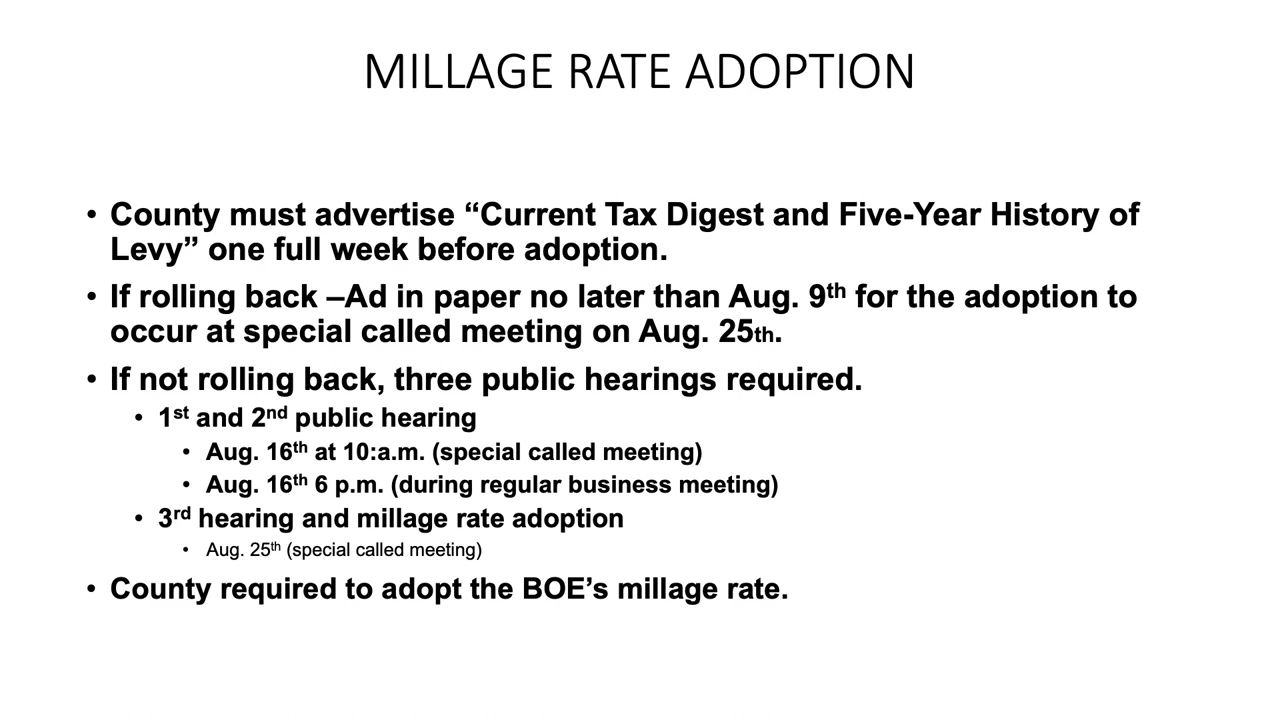 MILLAGE RATE ADOPTION
• County must advertise “Current Tax Digest and Five-Year History of
Levy” one full week before adoption.
• If rolling back –Ad in paper no later than Aug. 9th for the adoption to
occur at special called meeting on Aug. 25th.
• If not rolling back, three public hearings required.
• 1st and 2nd public hearing
• Aug. 16th at 10:a.m. (special called meeting)
• Aug. 16th 6 p.m. (during regular business meeting)
• 3rd hearing and millage rate adoption
• Aug. 25th (special called meeting)
• County required to adopt the BOE’s millage rate.